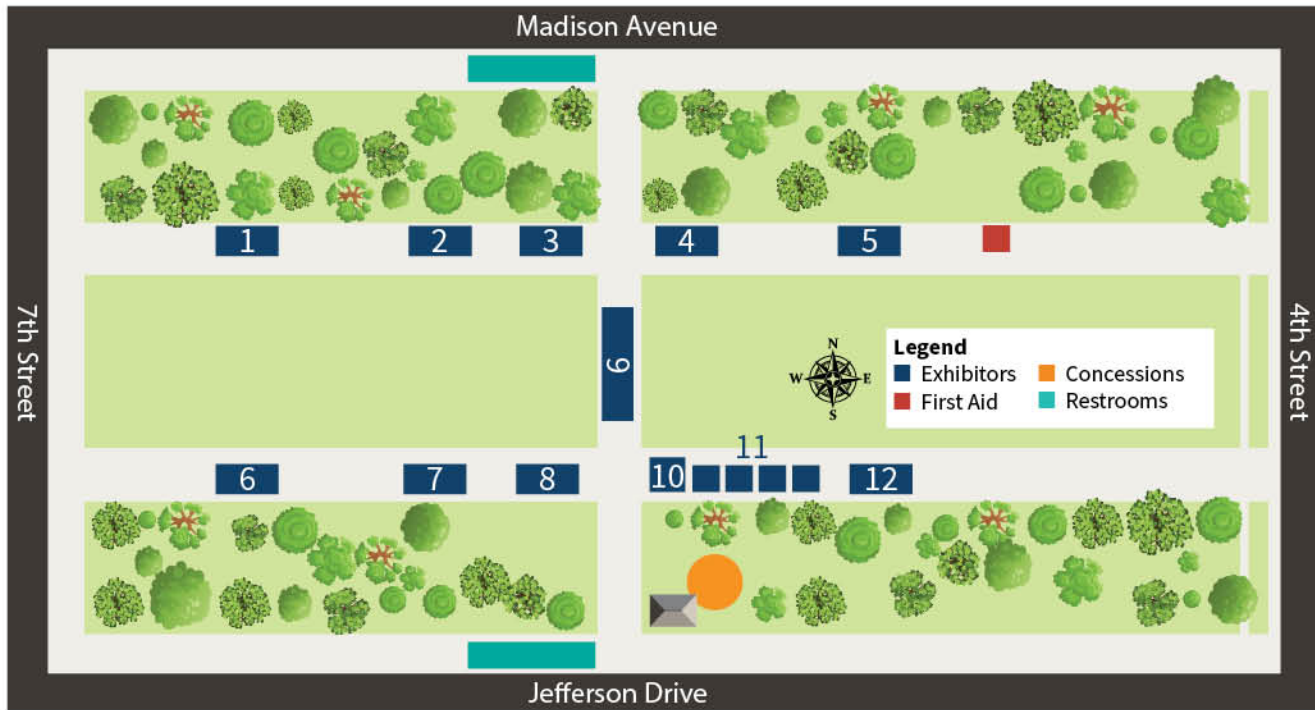 Madison Avenue
1
2
3
4
5
7th Street
9
N
W E
S
Legend
Exhibitors
Concessions
First Aid
Restrooms
4th Street
6
7
8
10
11
12
Jefferson Drive